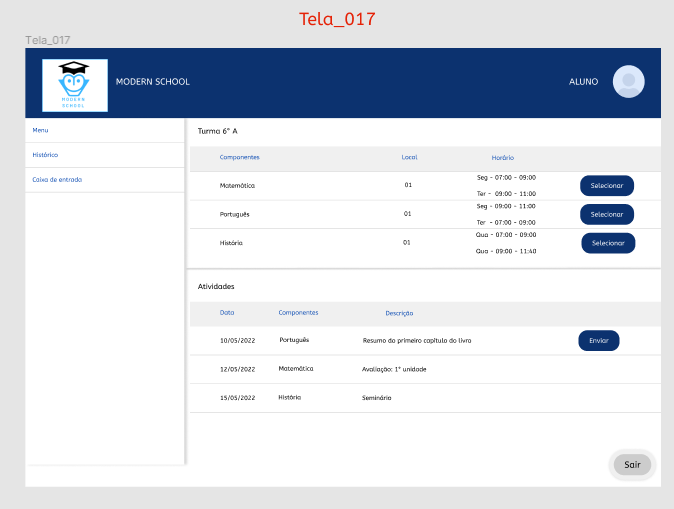 Tela_017
Tela_017
MODERN SCHOOL
MODERN SCHOOL
ALUNO
Menu
Histórico
Caixa de entrada
Turma 6° A
Componentes Local Horário
Matemática 01 Seg - 07:00 - 09:00 Selecionar
Ter - 09:00 - 11:00
Português 01 Seg - 09:00 - 11:00 Selecionar
Ter - 07:00 - 09:00
História 01 Qua - 07:00 - 09:00 Selecionar
Qua - 09:00 - 11:40
Atividades
Data Componentes Descrição
10/05/2022 Português Resumo do primeiro capítulo do livro Enviar
12/05/2022 Matemática Avaliação: 1° unidade
15/05/2022 História Seminário
Sair